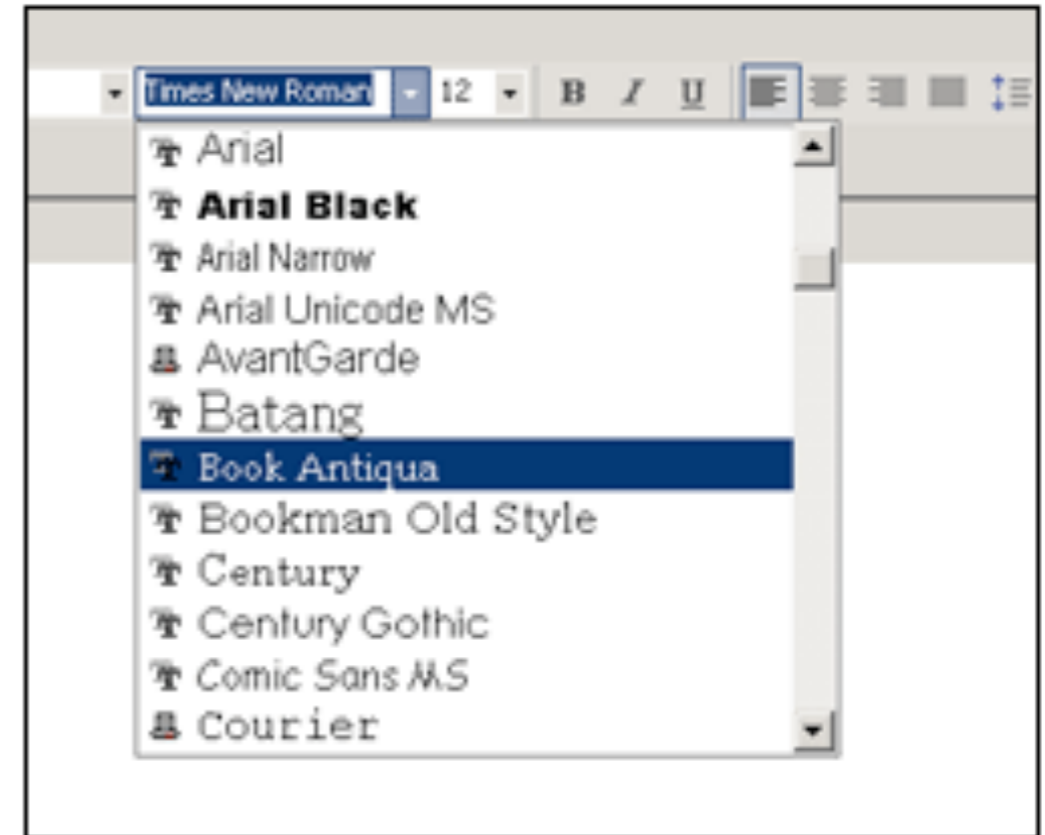 Times New Roman 12 B I U
Arial
Arial Black
Arial Narrow
Arial Unicode MS
AvantGarde
Batang
Book Antiqua
Bookman Old Style
Century
Century Gothic
Comic Sans MS
Courier